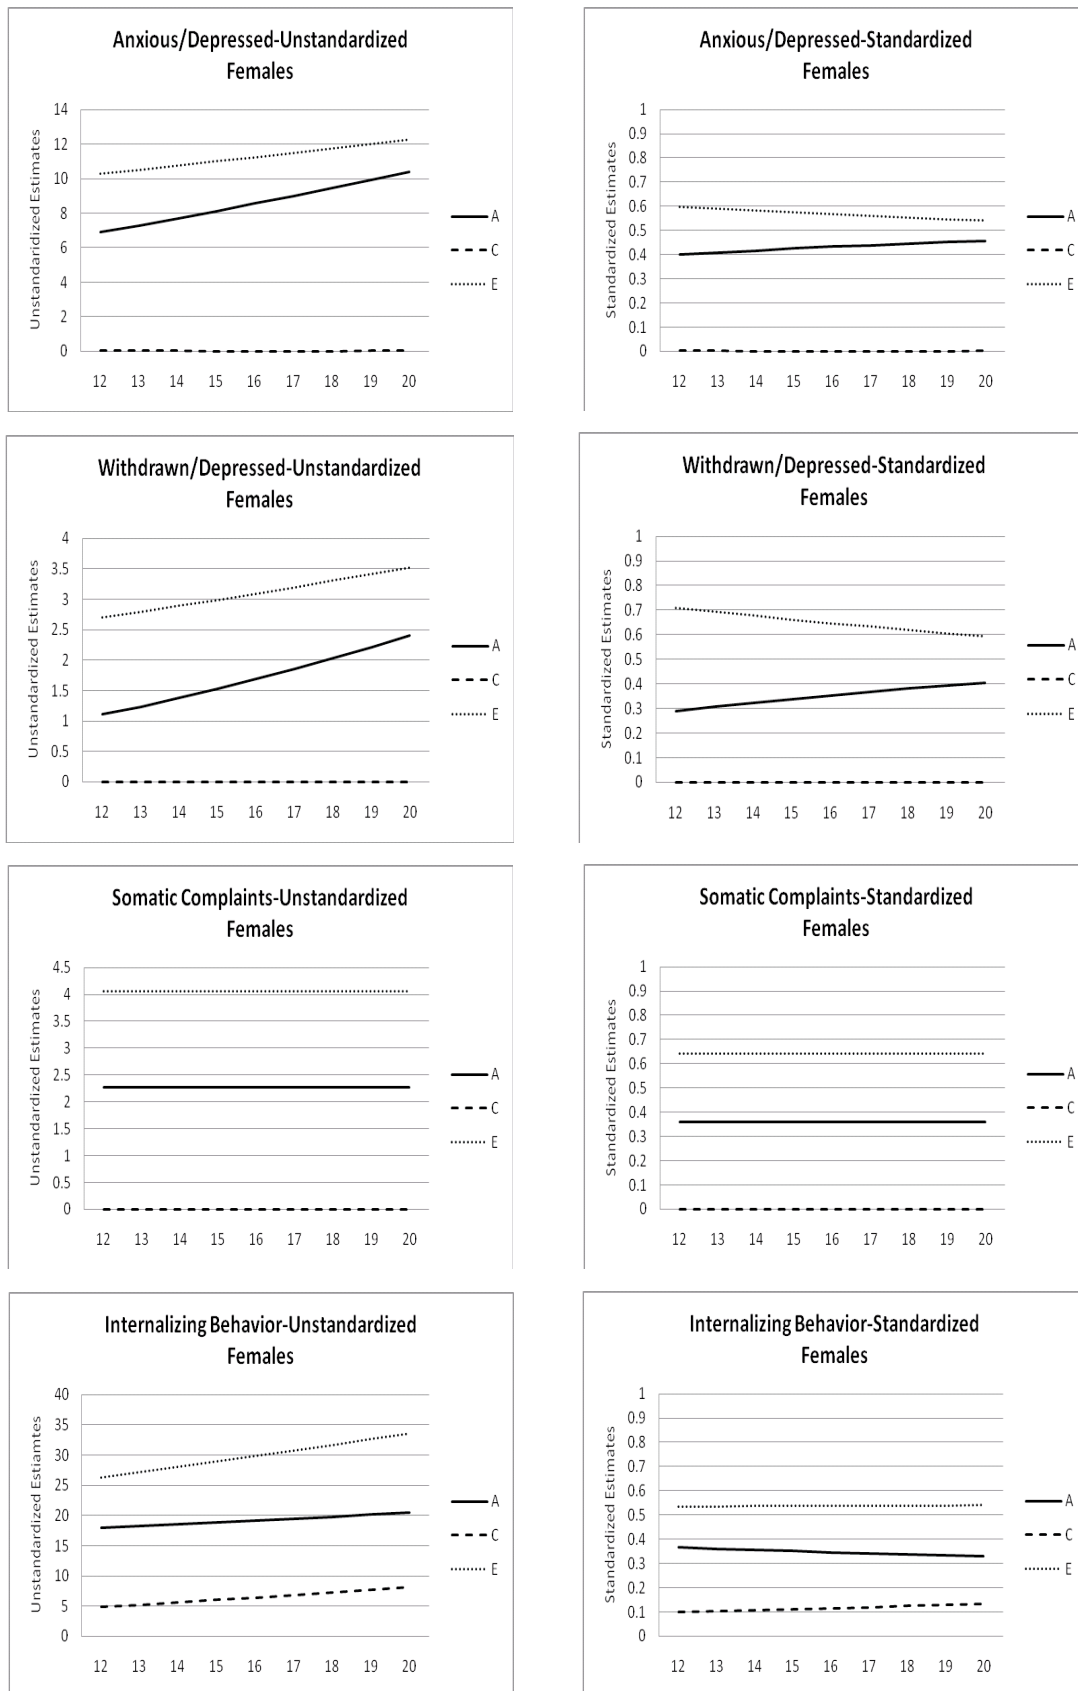 Anxious/Depressed-Unstandardized
Females
Unstandaridized Estimates
14
12
10
8
6
4
2
0
12 13 14 15 16 17 18 19 20
A
C
E
Anxious/Depressed-Standardized
Females
Standardized Estimates
1
0.9
0.8
0.7
0.6
0.5
0.4
0.3
0.2
0.1
0
12 13 14 15 16 17 18 19 20
A
C
E
Withdrawn/Depressed-Unstandardized
Females
Unstandardized Estimates
4
3.5
3
2.5
2
1.5
1
0.5
0
12 13 14 15 16 17 18 19 20
A
C
E
Withdrawn/Depressed-Standardized
Females
Standardized Estimates
1
0.9
0.8
0.7
0.6
0.5
0.4
0.3
0.2
0.1
0
12 13 14 15 16 17 18 19 20
A
C
E
Somatic Complaints-Unstandardized
Females
Unstandardized Estimates
4.5
4
3.5
3
2.5
2
1.5
1
0.5
0
12 13 14 15 16 17 18 19 20
A
C
E
Somatic Complaints-Standardized
Females
Standardized Estimates
1
0.9
0.8
0.7
0.6
0.5
0.4
0.3
0.2
0.1
0
12 13 14 15 16 17 18 19 20
A
C
E
Internalizing Behavior-Unstandardized
Females
Unstandardized Estiamtes
40
35
30
25
20
15
10
5
0
12 13 14 15 16 17 18 19 20
A
C
E
Internalizing Behavior-Standardized
Females
Standardized Estimates
1
0.9
0.8
0.7
0.6
0.5
0.4
0.3
0.2
0.1
0
12 13 14 15 16 17 18 19 20
A
C
E